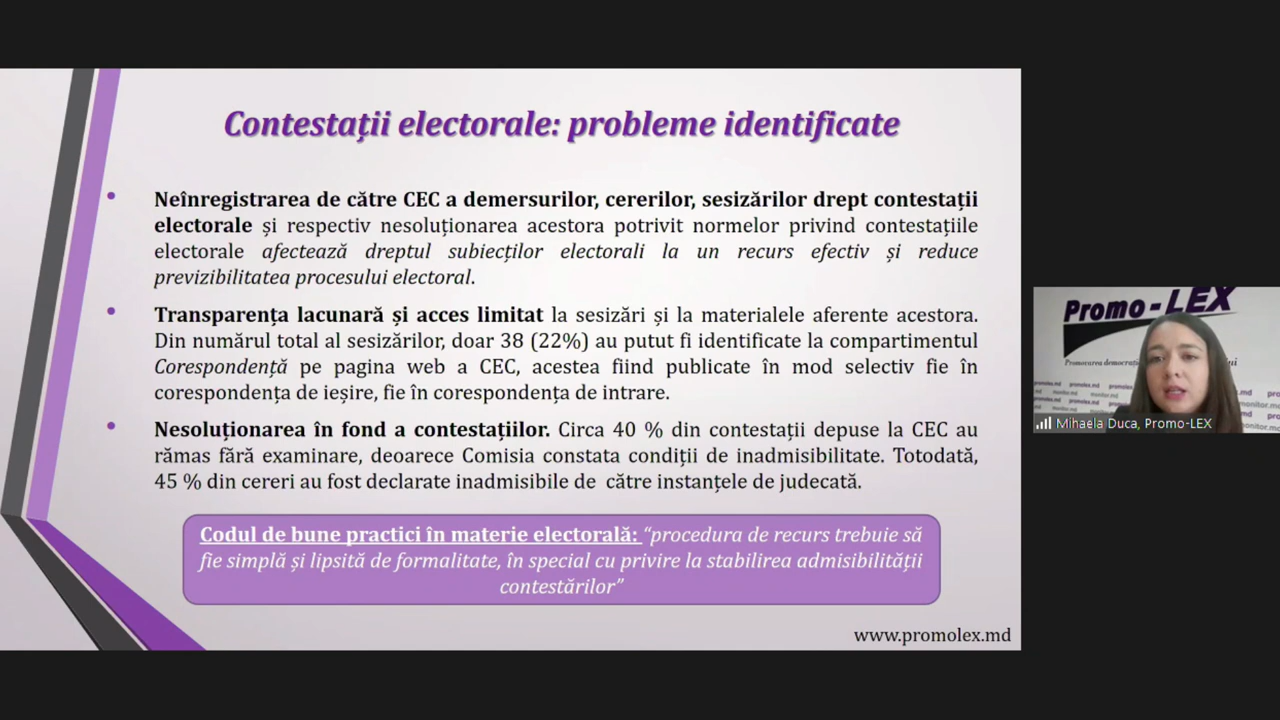 Contestații electorale: probleme identificate
Neînregistrarea de către CEC a demersurilor, cererilor, sesizărilor drept contestații
electorale și respectiv nesoluționarea acestora potrivit normelor privind contestațiile
electorale afectează dreptul subiecților electorali la un recurs efectiv și reduce
previzibilitatea procesului electoral.
Transparența lacunară și acces limitat la sesizări și la materialele aferente acestora.
Din numărul total al sesizărilor, doar 38 (22%) au putut fi identificate la compartimentul
Corespondență pe pagina web a CEC, acestea fiind publicate în mod selectiv fie în
corespondența de ieșire, fie în corespondența de intrare.
Nesoluționarea în fond a contestațiilor. Circa 40 % din contestații depuse la CEC au
rămas fără examinare, deoarece Comisia constata condiții de inadmisibilitate. Totodată,
45 % din cereri au fost declarate inadmisibile de către instanțele de judecată.
Codul de bune practici în materie electorală: “procedura de recurs trebuie să
fie simplă și lipsită de formalitate, în special cu privire la stabilirea admisibilității
contestărilor”
www.promolex.md
Promo-LEX
Promovarea
promolex.md
monitor.md
Mihaela Duca, Promo-LEX